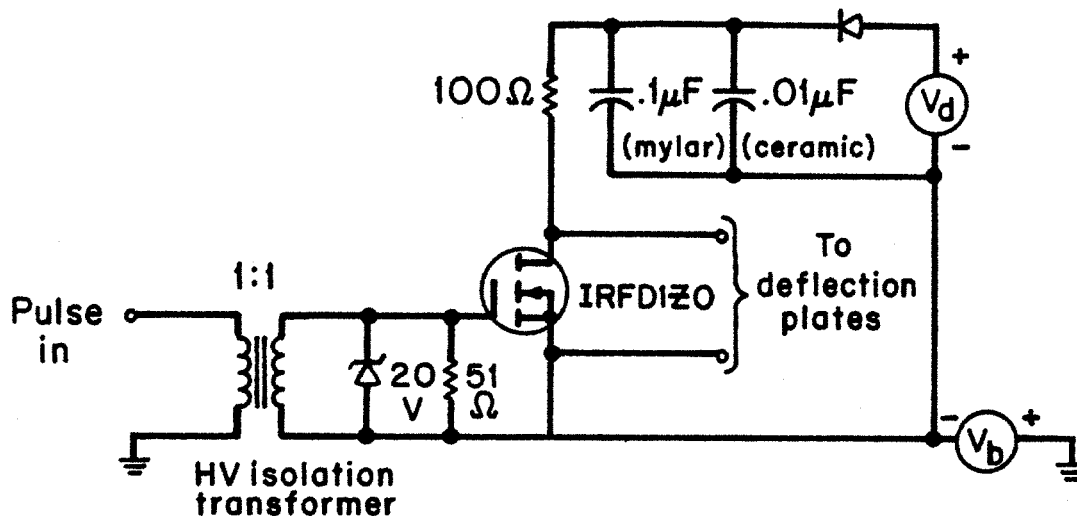 100Ω
.1μF
(mylar)
.01μF
(ceramic)
+
Vd
−
1:1
Pulse
in
IRFD1Z0
To
deflection
plates
20
V
51
Ω
−
Vb
+
HV isolation
transformer